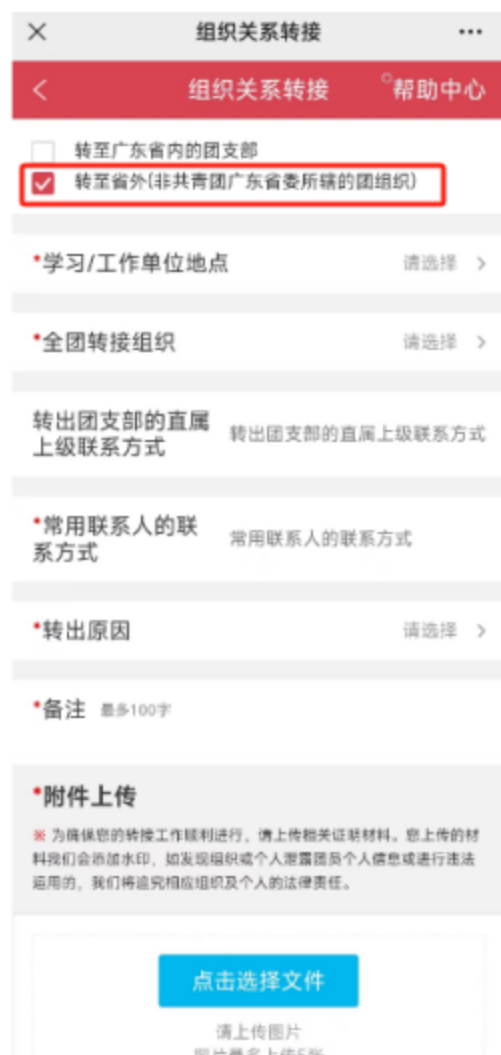 组织关系转接
组织关系转接
帮助中心
转至广东省内的团支部
转至省外(非共青团广东省委所辖的团组织)
*学习/工作单位地点 请选择
*全团转接组织 请选择
转出团支部的直属
上级联系方式
转出团支部的直属上级联系方式
*常用联系人的联
系方式
常用联系人的联系方式
*转出原因 请选择
*备注 最多100字
*附件上传
※ 为确保您的转接工作顺利进行，请上传相关证明材料。您上传的材
料我们会添加水印，如发现组织或个人泄露团员个人信息或进行违法
运用的，我们将追究相应组织及个人的法律责任。
点击选择文件
请上传图片
图片最多上传5张